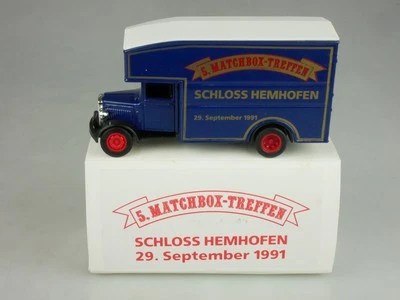 5. MATCHBOX-TREFFEN
SCHLOSS HEMHOFEN
29. September 1991
5. MATCHBOX-TREFFEN
SCHLOSS HEMHOFEN
29. September 1991